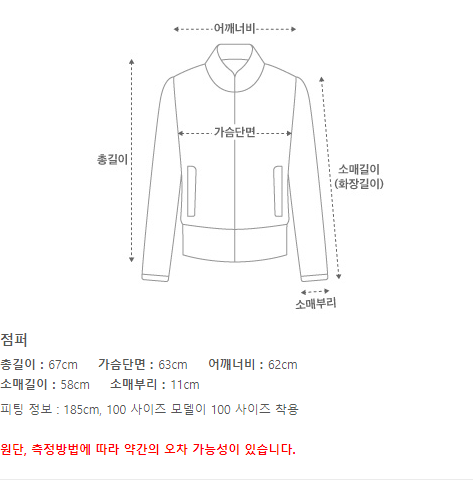 어깨너비
가슴단면
총길이
소매길이
(화장길이)
소매부리
점퍼
총길이 : 67cm 가슴단면 : 63cm 어깨너비 : 62cm
소매길이 : 58cm 소매부리 : 11cm
피팅 정보 : 185cm, 100 사이즈 모델이 100 사이즈 착용
원단, 측정방법에 따라 약간의 오차 가능성이 있습니다.